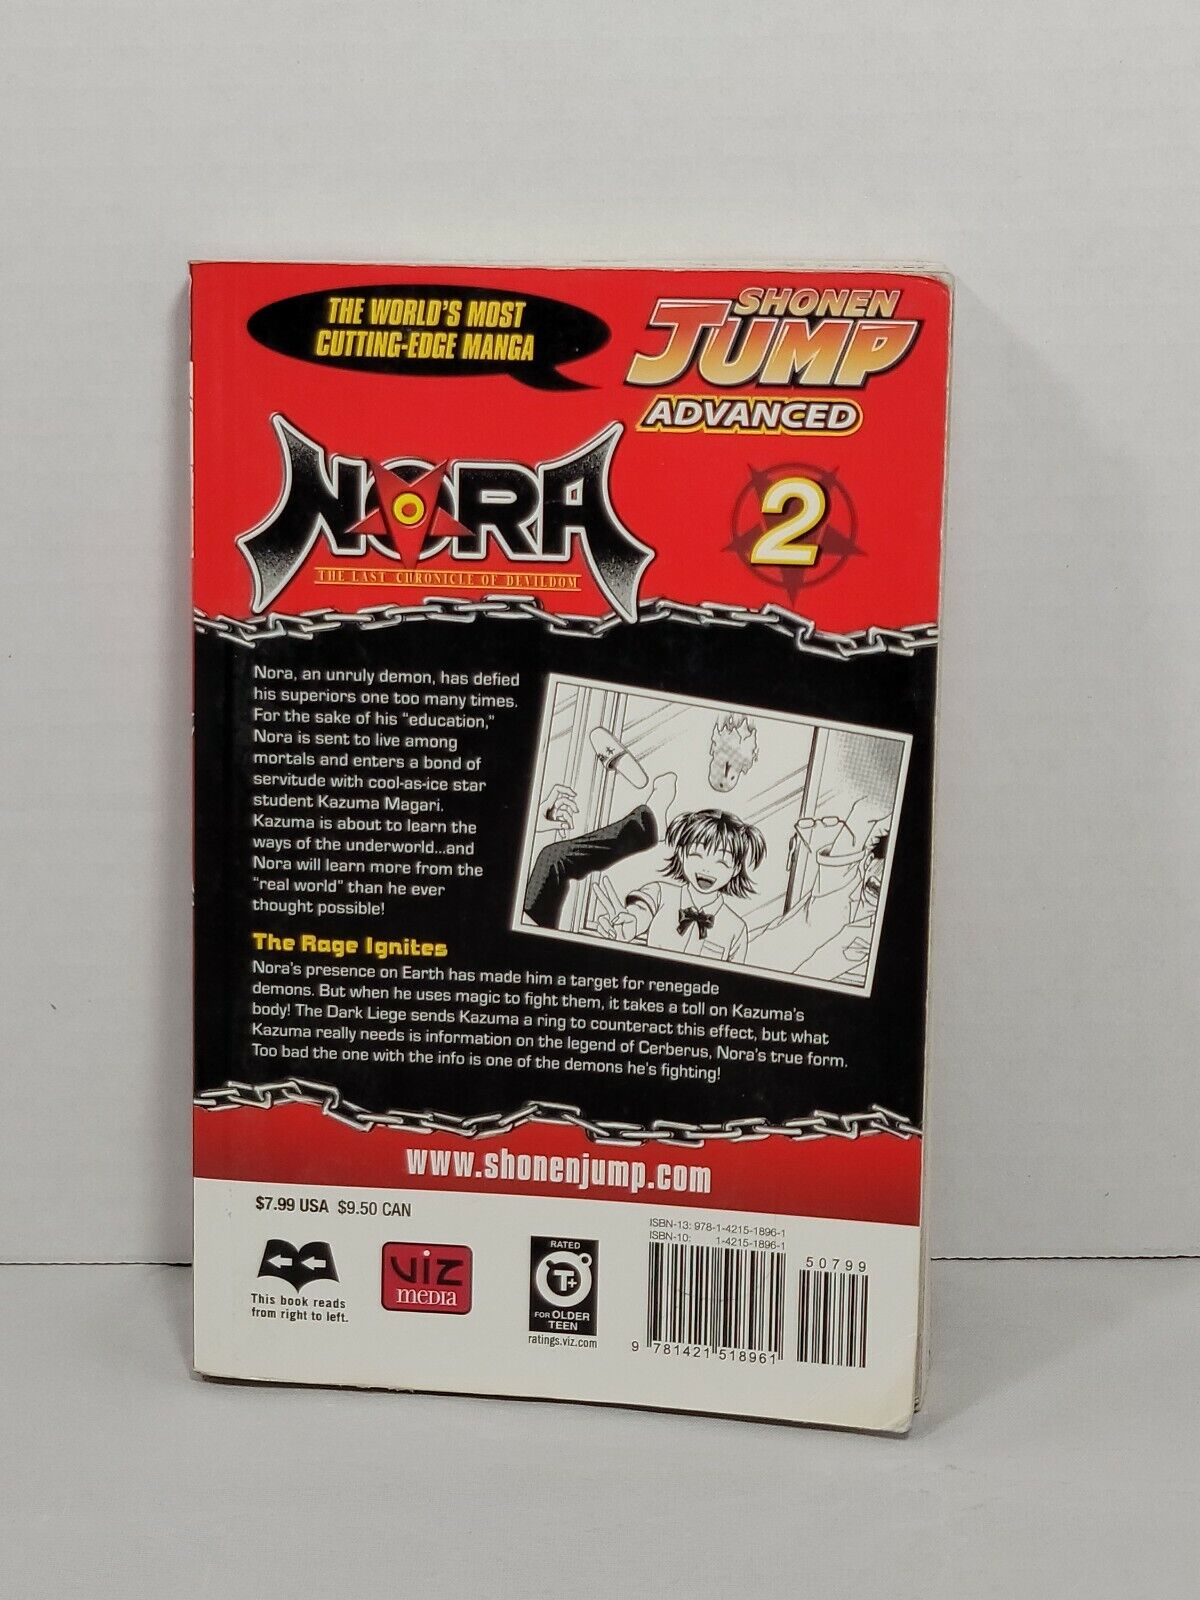 THE WORLD'S MOST
CUTTING-EDGE MANGA
SHONEN
JUMP
ADVANCED
NORA
THE LAST CHRONICLE OF DEVILDOM
2
Nora, an unruly demon, has defied
his superiors one too many times.
For the sake of his "education,"
Nora is sent to live among
mortals and enters a bond of
servitude with cool-as-ice star
student Kazuma Magari.
Kazuma is about to learn the
ways of the underworld...and
Nora will learn more from the
"real world" than he ever
thought possible!
The Rage Ignites
Nora's presence on Earth has made him a target for renegade
demons. But when he uses magic to fight them, it takes a toll on Kazuma's
body! The Dark Liege sends Kazuma a ring to counteract this effect, but what
Kazuma really needs is information on the legend of Cerberus, Nora's true form.
Too bad the one with the info is one of the demons he's fighting!
www.shonenjump.com
$7.99 USA $9.50 CAN
This book reads
from right to left.
VIZ
MEDIA
RATED
T+
FOR OLDER
TEEN
ratings.viz.com
ISBN-13: 978-1-4215-1896-1
ISBN-10: 1-4215-1896-1
50799
9 781421 518961